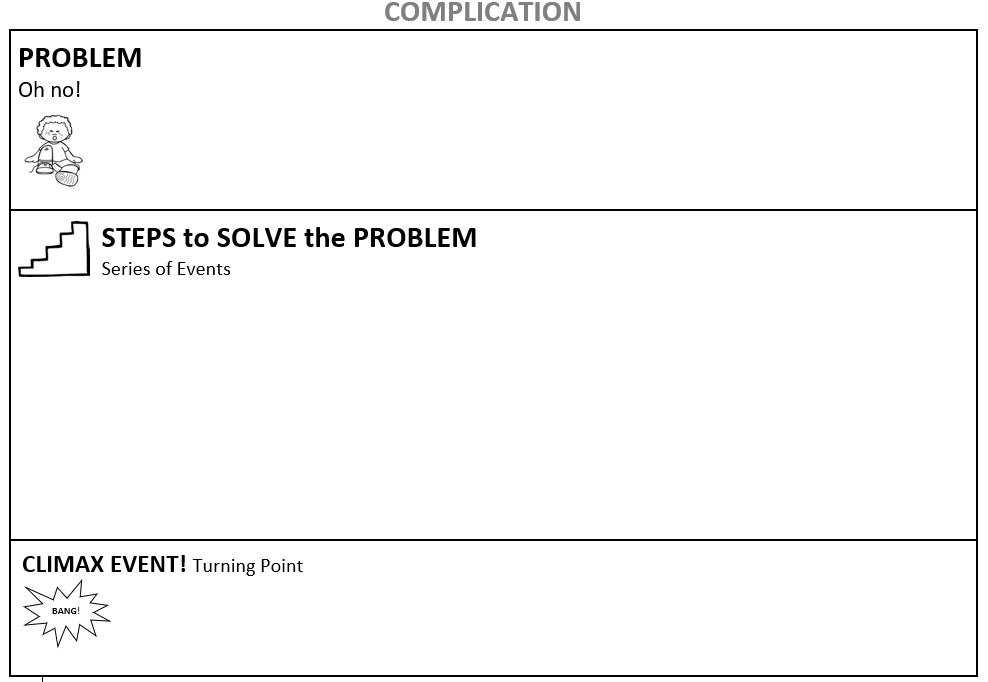 COMPLICATION
PROBLEM
Oh no!
STEPS to SOLVE the PROBLEM
Series of Events
CLIMAX EVENT! Turning Point
BANG!